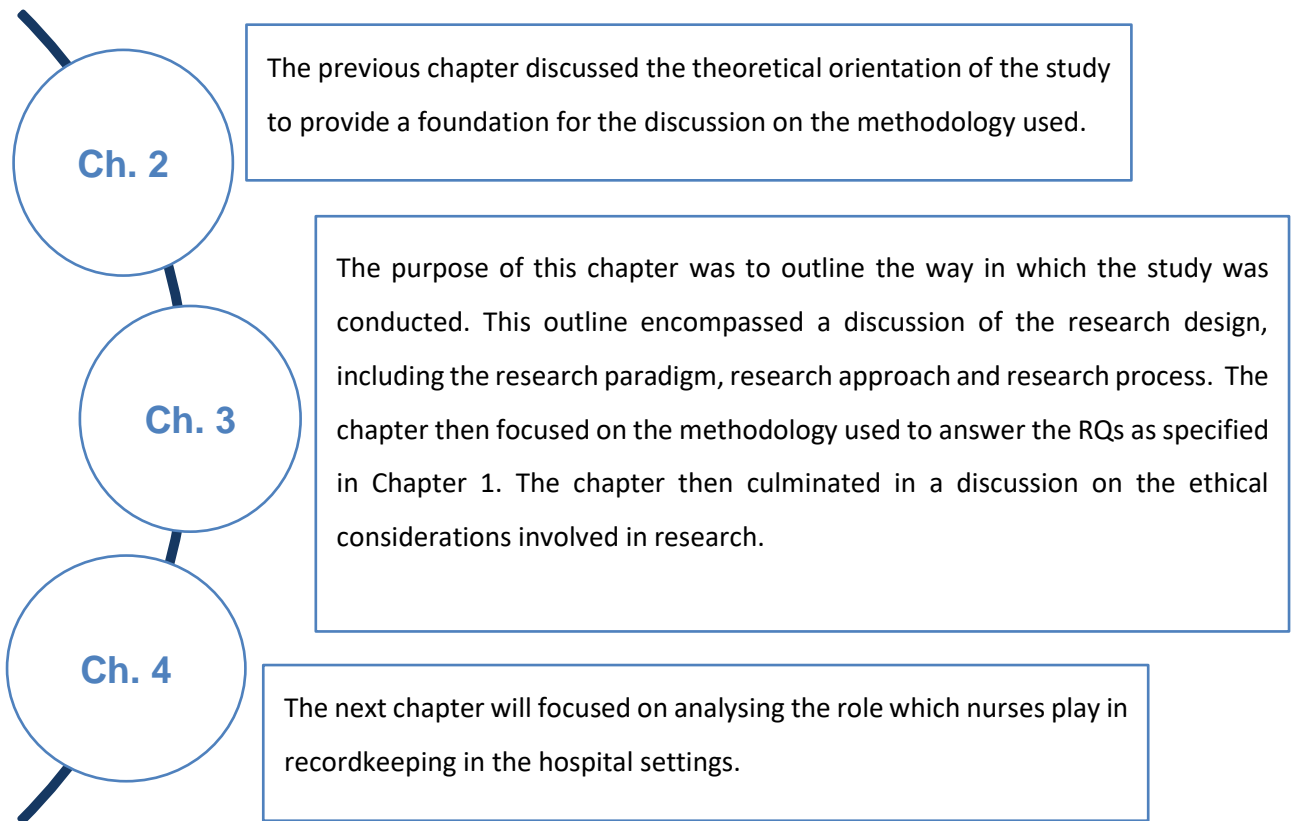 Ch. 2
The previous chapter discussed the theoretical orientation of the study
to provide a foundation for the discussion on the methodology used.
Ch. 3
The purpose of this chapter was to outline the way in which the study was
conducted. This outline encompassed a discussion of the research design,
including the research paradigm, research approach and research process. The
chapter then focused on the methodology used to answer the RQs as specified
in Chapter 1. The chapter then culminated in a discussion on the ethical
considerations involved in research.
Ch. 4
The next chapter will focused on analysing the role which nurses play in
recordkeeping in the hospital settings.